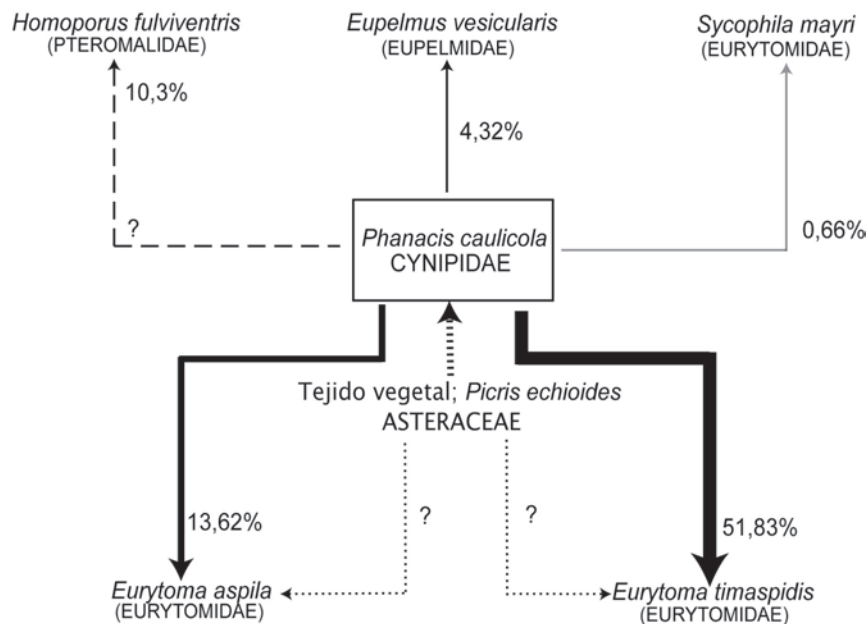 Homoporus fulviventris
(PTEROMALIDAE)
Eupelmus vesicularis
(EUPELMIDAE)
Sycophila mayri
(EURYTOMIDAE)
10,3%
4,32%
?
Phanacis caulicola
CYNIPIDAE
0,66%
Tejido vegetal; Picris echioides
ASTERACEAE
13,62%
?
?
51,83%
Eurytoma aspila
(EURYTOMIDAE)
Eurytoma timaspidis
(EURYTOMIDAE)